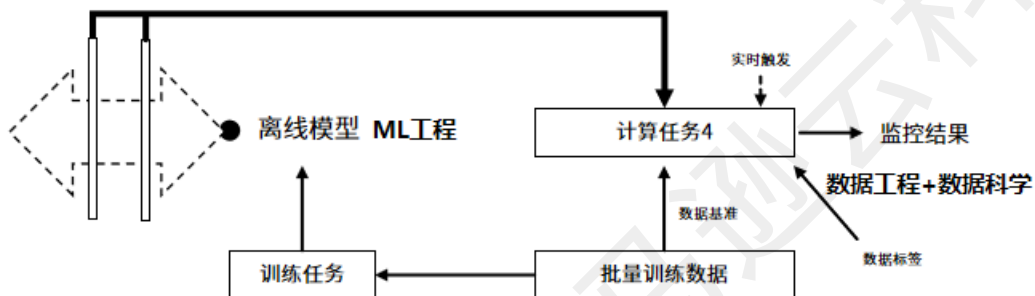 实时触发
离线模型 ML工程
计算任务4
监控结果
数据工程+数据科学
数据基准
数据标签
训练任务
批量训练数据